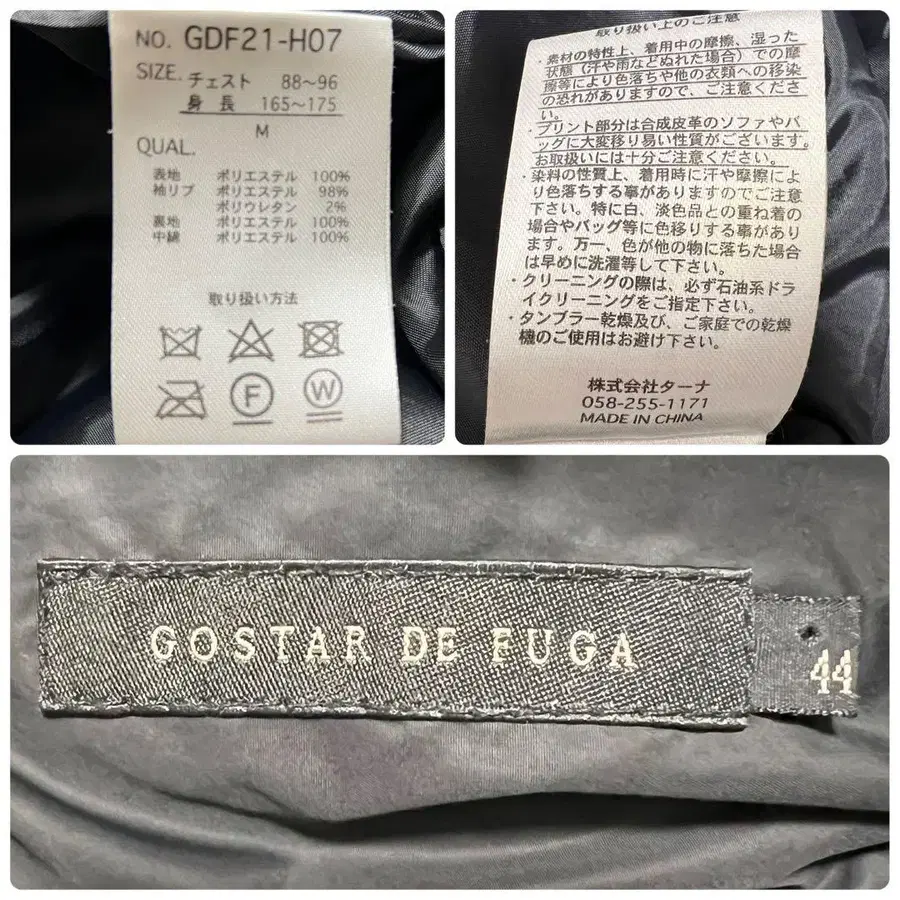 NO. GDF21-H07
SIZE. チェスト 88〜96
身長 165〜175
M
QUAL.
表地 ポリエステル 100%
袖リブ ポリエステル 98%
ポリウレタン 2%
裏地 ポリエステル 100%
中綿 ポリエステル 100%
取り扱い方法
F W
取り扱い上のご注意
・素材の特性上、着用中の摩擦、湿った
状態(汗や雨などぬれた場合)での摩
擦等により色落ちや他の衣類への移染
の恐れがありますので、ご注意くださ
い。
・プリント部分は合成皮革のソファやバ
ッグに大変移り易い性質がございます。
お取扱いには十分ご注意ください。
・染料の性質上、着用時に汗や摩擦によ
り色落ちする事がありますのでご注意
下さい。特に白、淡色品との重ね着の
場合やバッグ等に色移りする事があり
ます。万一、色が他の物に落ちた場合
は早めに洗濯等して下さい。
・クリーニングの際は、必ず石油系ドラ
イクリーニングをご指定下さい。
・タンブラー乾燥及び、ご家庭での乾燥
機のご使用はお避け下さい。
株式会社ターナ
058-255-1171
MADE IN CHINA
GOSTAR DE FUGA
44